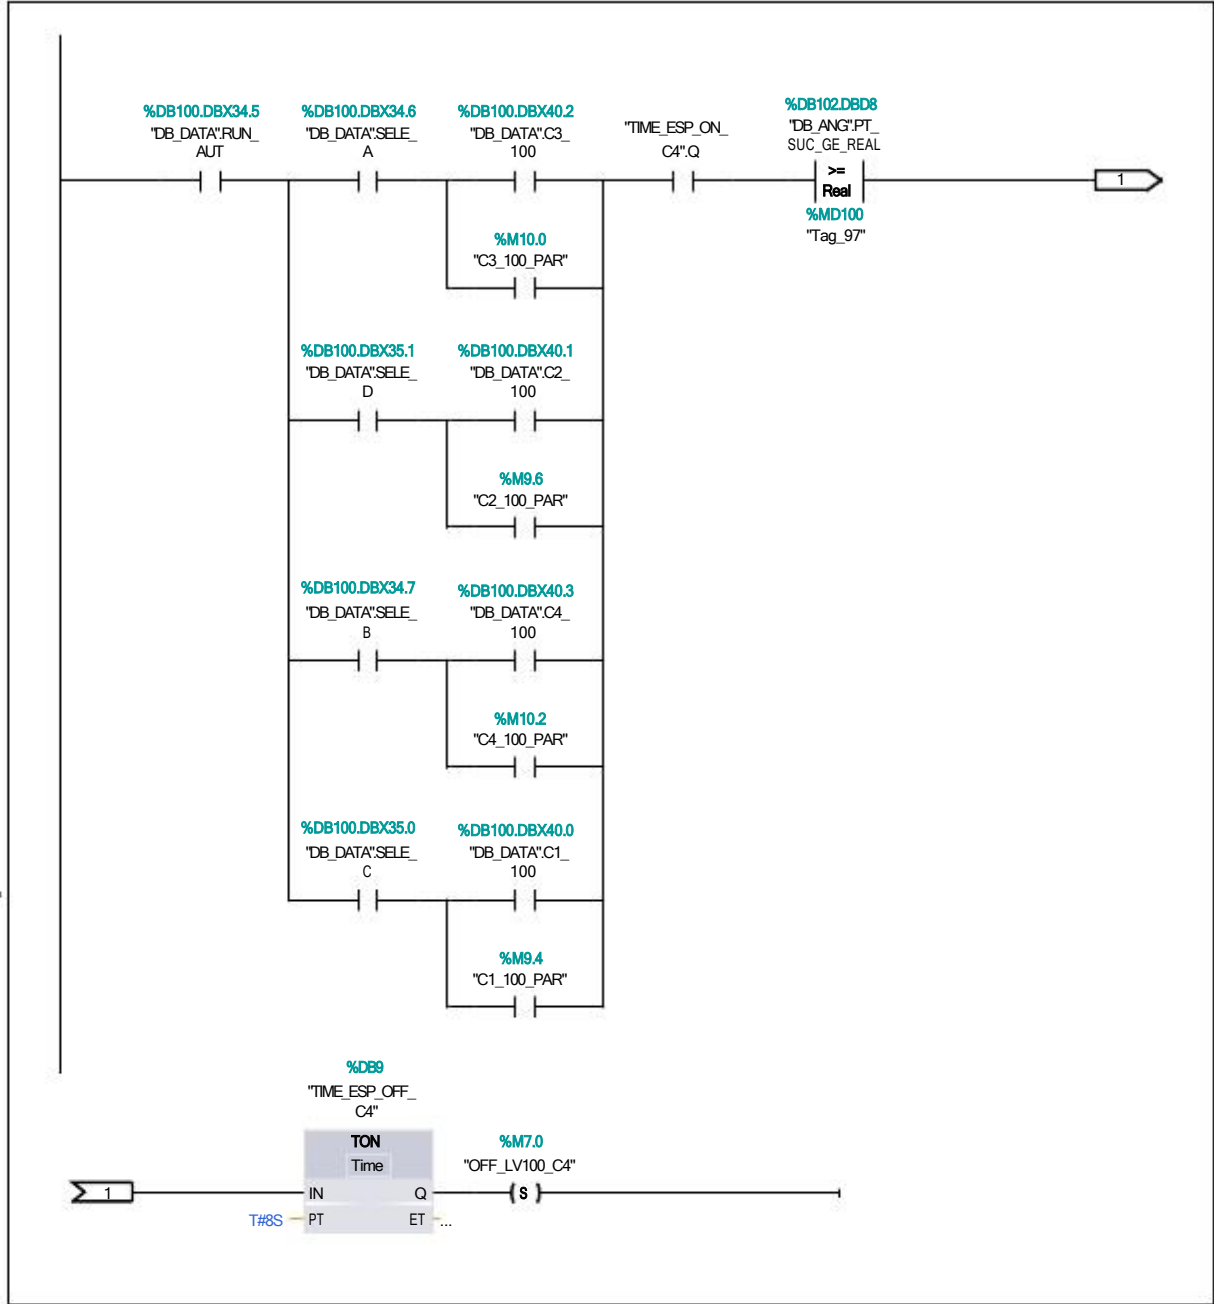 %DB100.DBX34.5
"DB_DATA".RUN_
AUT
%DB100.DBX34.6
"DB_DATA".SELE_
A
%DB100.DBX40.2
"DB_DATA".C3_
100
"TIME_ESP_ON_
C4".Q
%DB102.DBD8
"DB_ANG".PT_
SUC_GE_REAL
>=
Real
%MD100
"Tag_97"
1
%M10.0
"C3_100_PAR"
%DB100.DBX35.1
"DB_DATA".SELE_
D
%DB100.DBX40.1
"DB_DATA".C2_
100
%M9.6
"C2_100_PAR"
%DB100.DBX34.7
"DB_DATA".SELE_
B
%DB100.DBX40.3
"DB_DATA".C4_
100
%M10.2
"C4_100_PAR"
%DB100.DBX35.0
"DB_DATA".SELE_
C
%DB100.DBX40.0
"DB_DATA".C1_
100
%M9.4
"C1_100_PAR"
%DB9
"TIME_ESP_OFF_
C4"
TON
Time
%M7.0
"OFF_LV100_C4"
1
IN
Q
S
T#8S
PT
ET
...